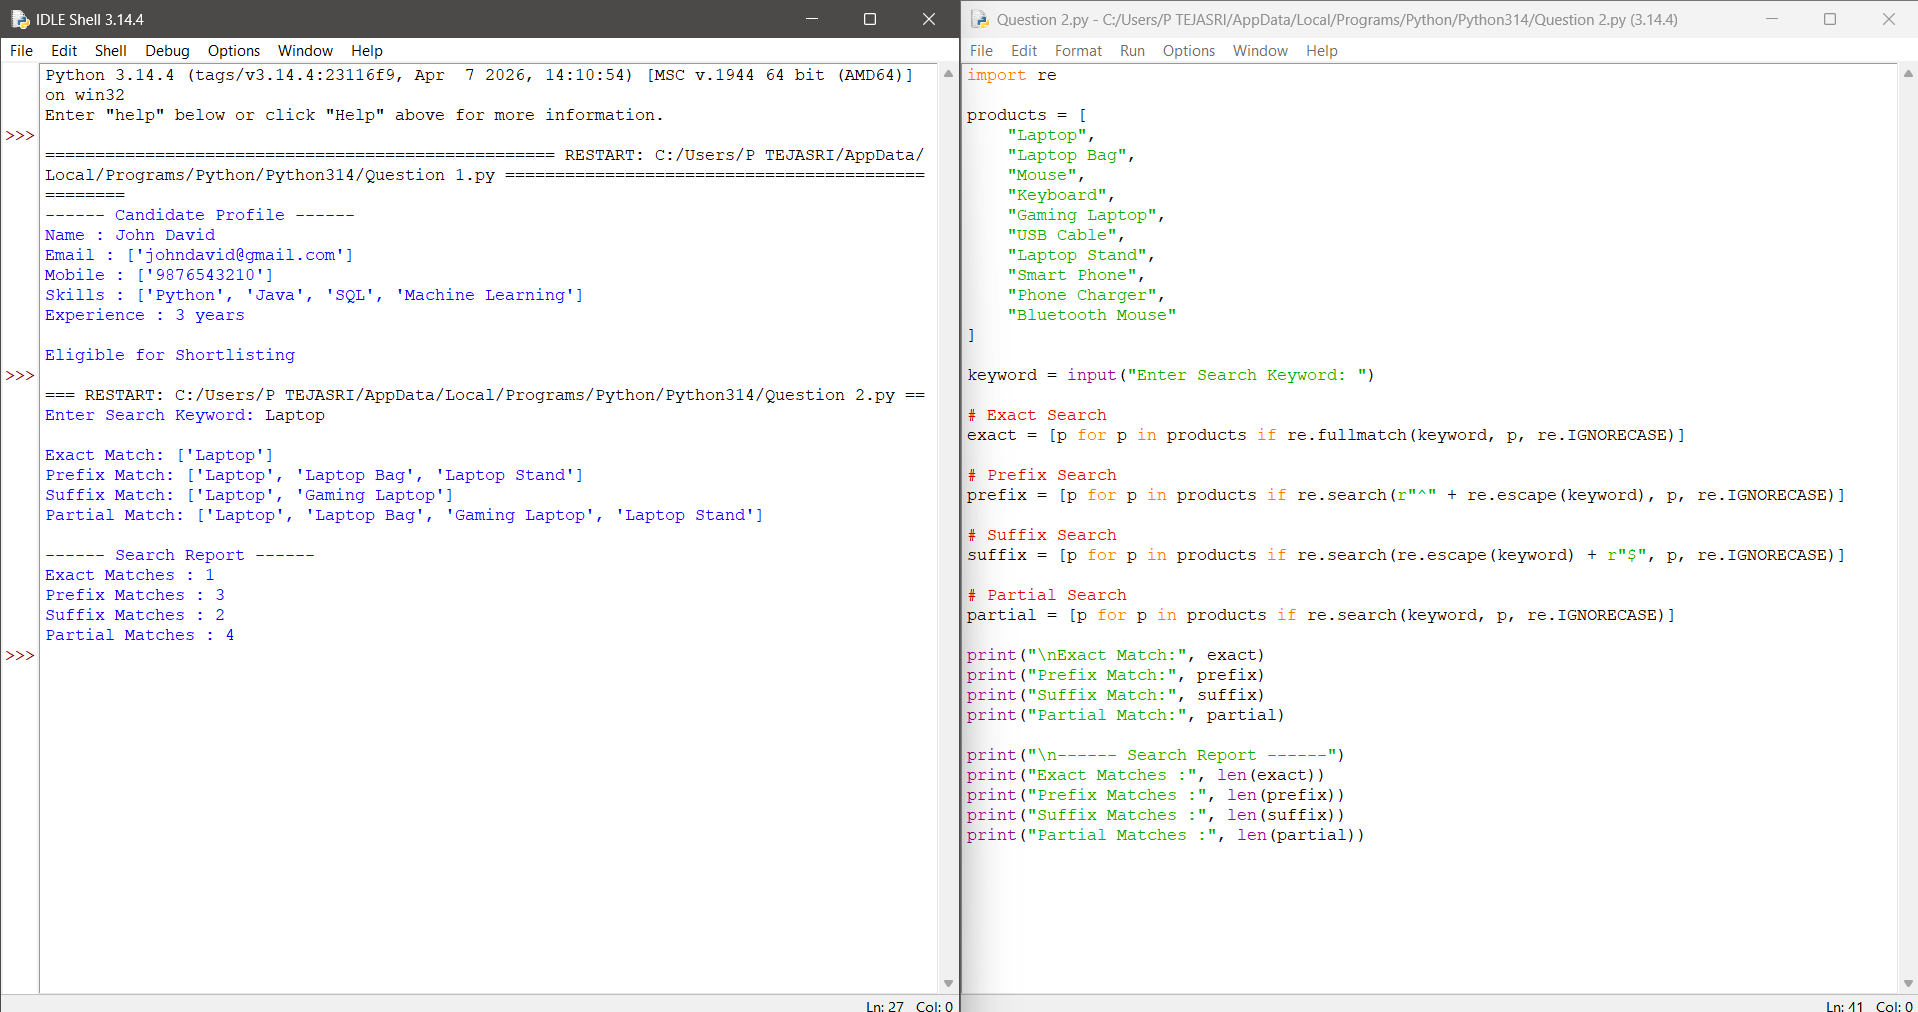 IDLE Shell 3.14.4
File Edit Shell Debug Options Window Help
Python 3.14.4 (tags/v3.14.4:23116f9, Apr  7 2026, 14:10:54) [MSC v.1944 64 bit (AMD64)]
on win32
Enter "help" below or click "Help" above for more information.
>>>
=================================================== RESTART: C:/Users/P TEJASRI/AppData/
Local/Programs/Python/Python314/Question 1.py ==========================================
========
------ Candidate Profile ------
Name : John David
Email : ['johndavid@gmail.com']
Mobile : ['9876543210']
Skills : ['Python', 'Java', 'SQL', 'Machine Learning']
Experience : 3 years
Eligible for Shortlisting
>>>
=== RESTART: C:/Users/P TEJASRI/AppData/Local/Programs/Python/Python314/Question 2.py ==
Enter Search Keyword: Laptop
Exact Match: ['Laptop']
Prefix Match: ['Laptop', 'Laptop Bag', 'Laptop Stand']
Suffix Match: ['Laptop', 'Gaming Laptop']
Partial Match: ['Laptop', 'Laptop Bag', 'Gaming Laptop', 'Laptop Stand']
------ Search Report ------
Exact Matches : 1
Prefix Matches : 3
Suffix Matches : 2
Partial Matches : 4
>>>
Ln: 27 Col: 0
Question 2.py - C:/Users/P TEJASRI/AppData/Local/Programs/Python/Python314/Question 2.py (3.14.4)
File Edit Format Run Options Window Help
import re
products = [
    "Laptop",
    "Laptop Bag",
    "Mouse",
    "Keyboard",
    "Gaming Laptop",
    "USB Cable",
    "Laptop Stand",
    "Smart Phone",
    "Phone Charger",
    "Bluetooth Mouse"
]
keyword = input("Enter Search Keyword: ")
# Exact Search
exact = [p for p in products if re.fullmatch(keyword, p, re.IGNORECASE)]
# Prefix Search
prefix = [p for p in products if re.search(r"^" + re.escape(keyword), p, re.IGNORECASE)]
# Suffix Search
suffix = [p for p in products if re.search(re.escape(keyword) + r"$", p, re.IGNORECASE)]
# Partial Search
partial = [p for p in products if re.search(keyword, p, re.IGNORECASE)]
print("\nExact Match:", exact)
print("Prefix Match:", prefix)
print("Suffix Match:", suffix)
print("Partial Match:", partial)
print("\n------ Search Report ------")
print("Exact Matches :", len(exact))
print("Prefix Matches :", len(prefix))
print("Suffix Matches :", len(suffix))
print("Partial Matches :", len(partial))
Ln: 41 Col: 0